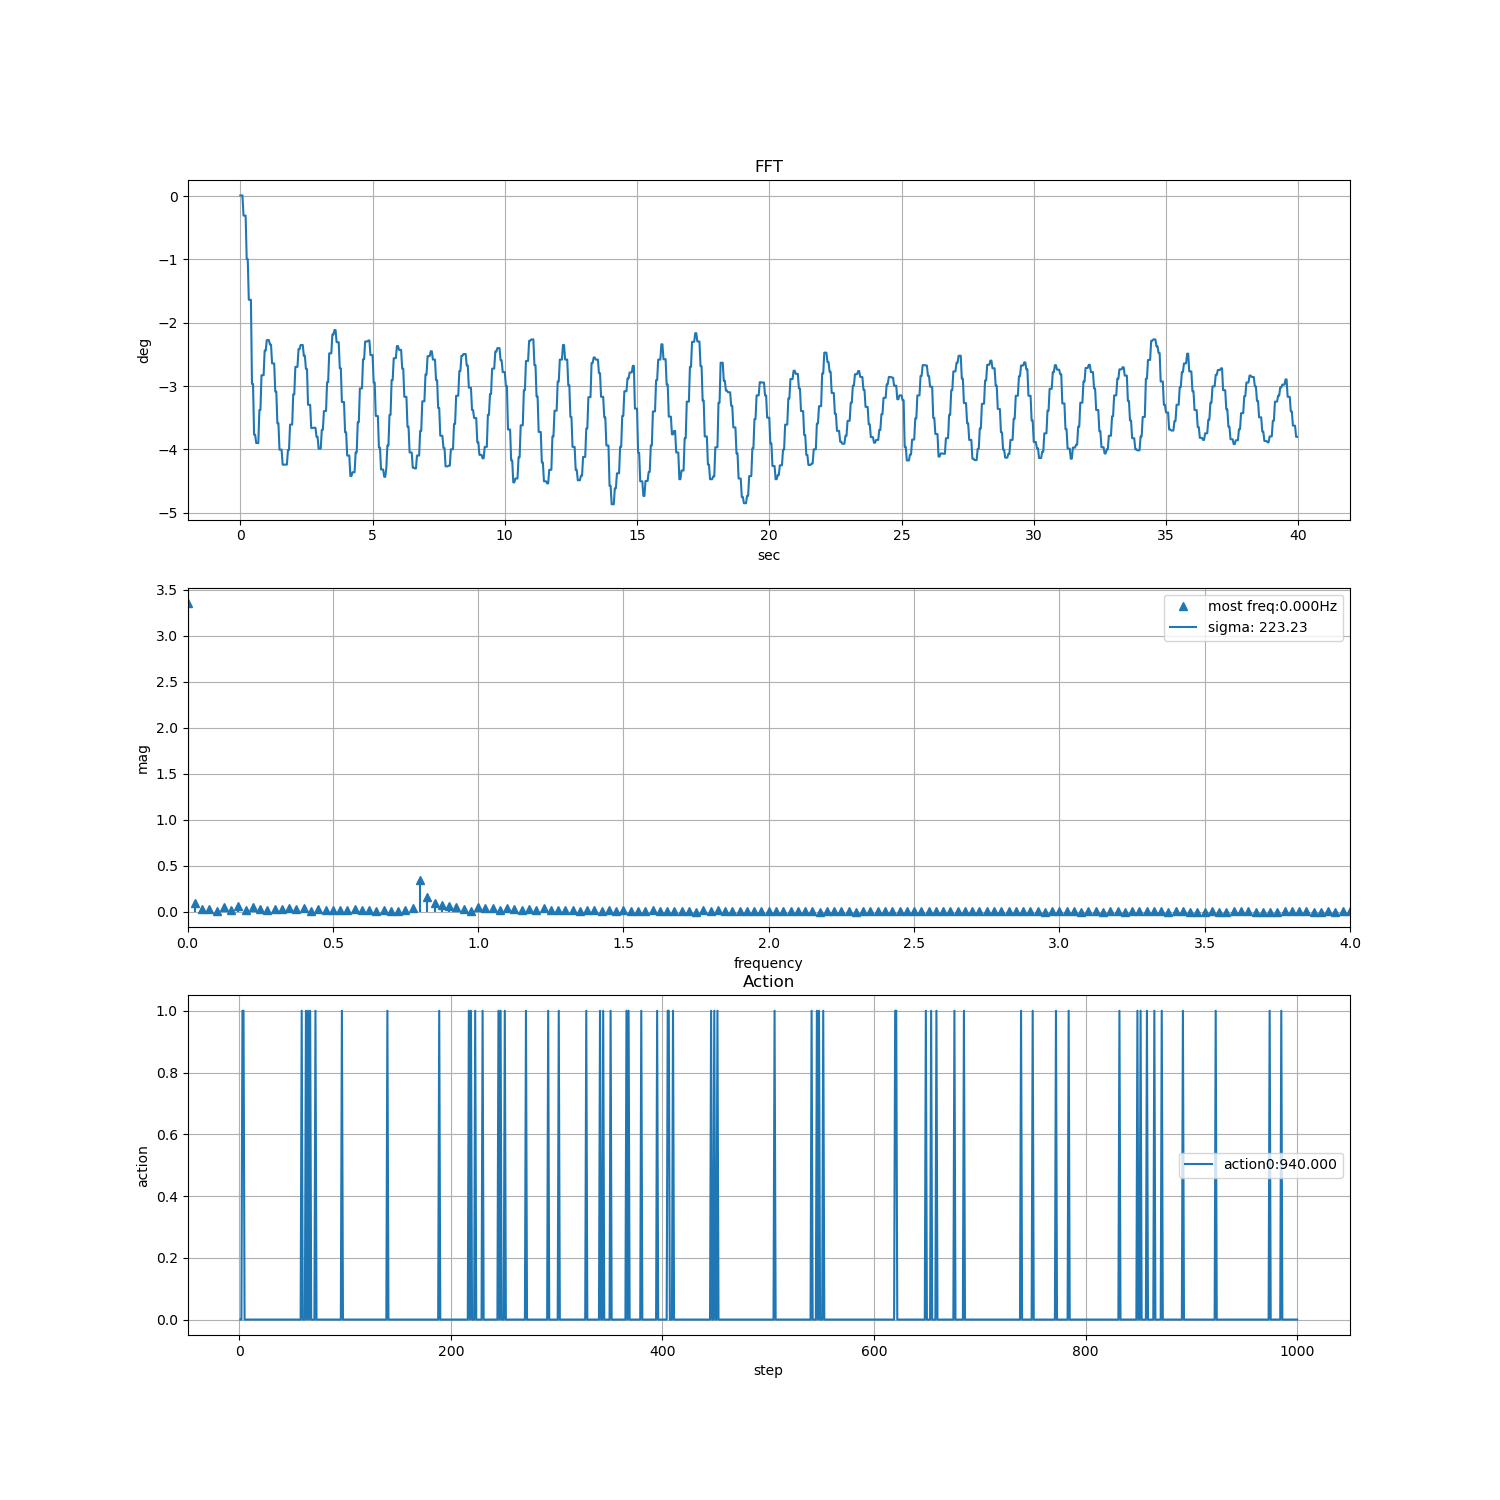 FFT
0
−1
−2
−3
−4
−5
deg
0 5 10 15 20 25 30 35 40
sec
3.5
3.0
2.5
2.0
1.5
1.0
0.5
0.0
mag
most freq:0.000Hz
sigma: 223.23
0.0 0.5 1.0 1.5 2.0 2.5 3.0 3.5 4.0
frequency
Action
1.0
0.8
0.6
0.4
0.2
0.0
action
action0:940.000
0 200 400 600 800 1000
step